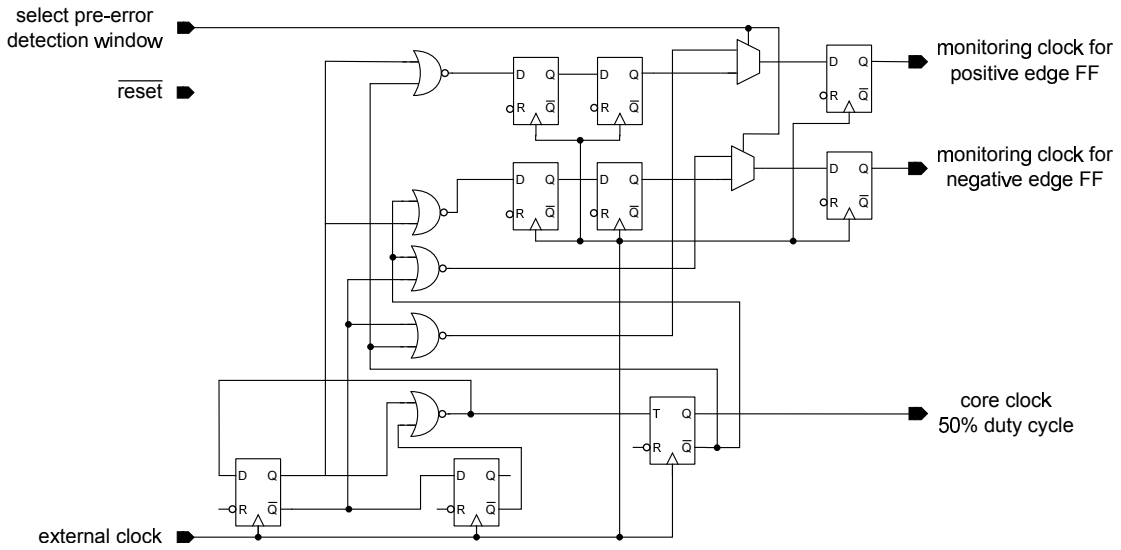 select pre-error
detection window
reset
monitoring clock for
positive edge FF
D Q
R Q
D Q
R Q
D Q
R Q
monitoring clock for
negative edge FF
D Q
R Q
D Q
R Q
D Q
R Q
core clock
50% duty cycle
T Q
R Q
D Q
R Q
D Q
R Q
external clock